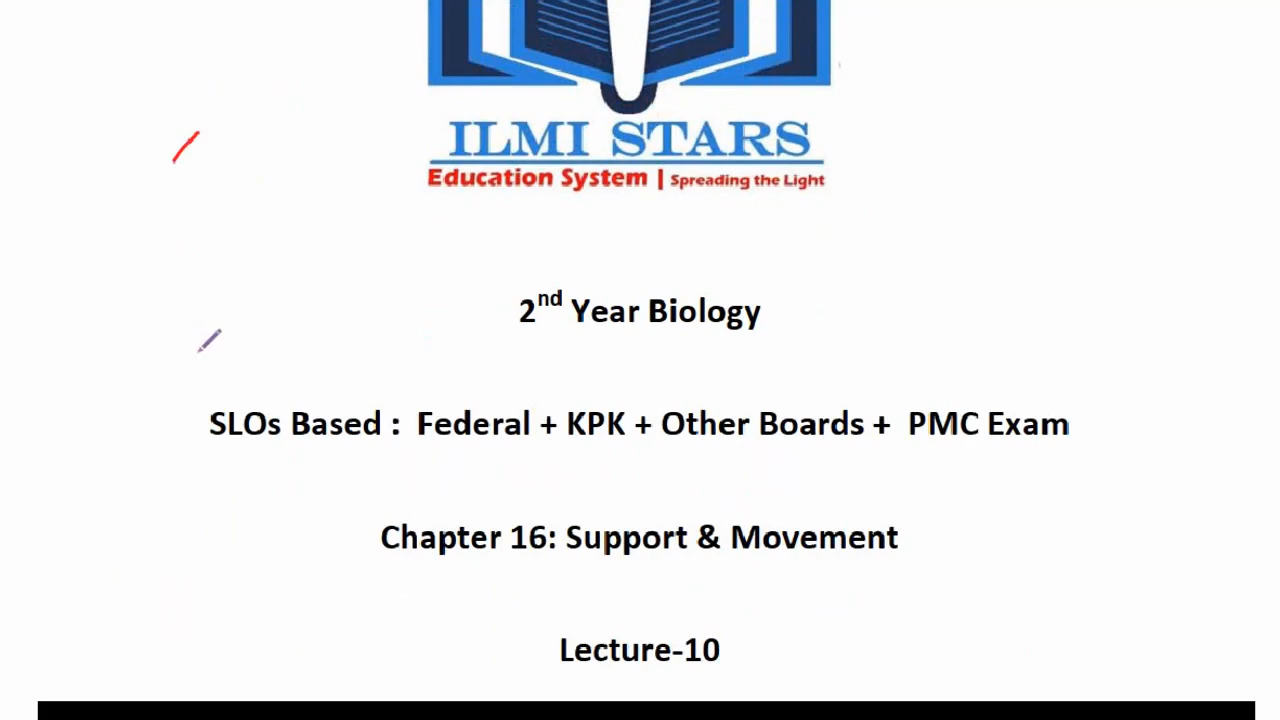 ILMI STARS
Education System | Spreading the Light
2nd Year Biology
SLOs Based : Federal + KPK + Other Boards + PMC Exam
Chapter 16: Support & Movement
Lecture-10